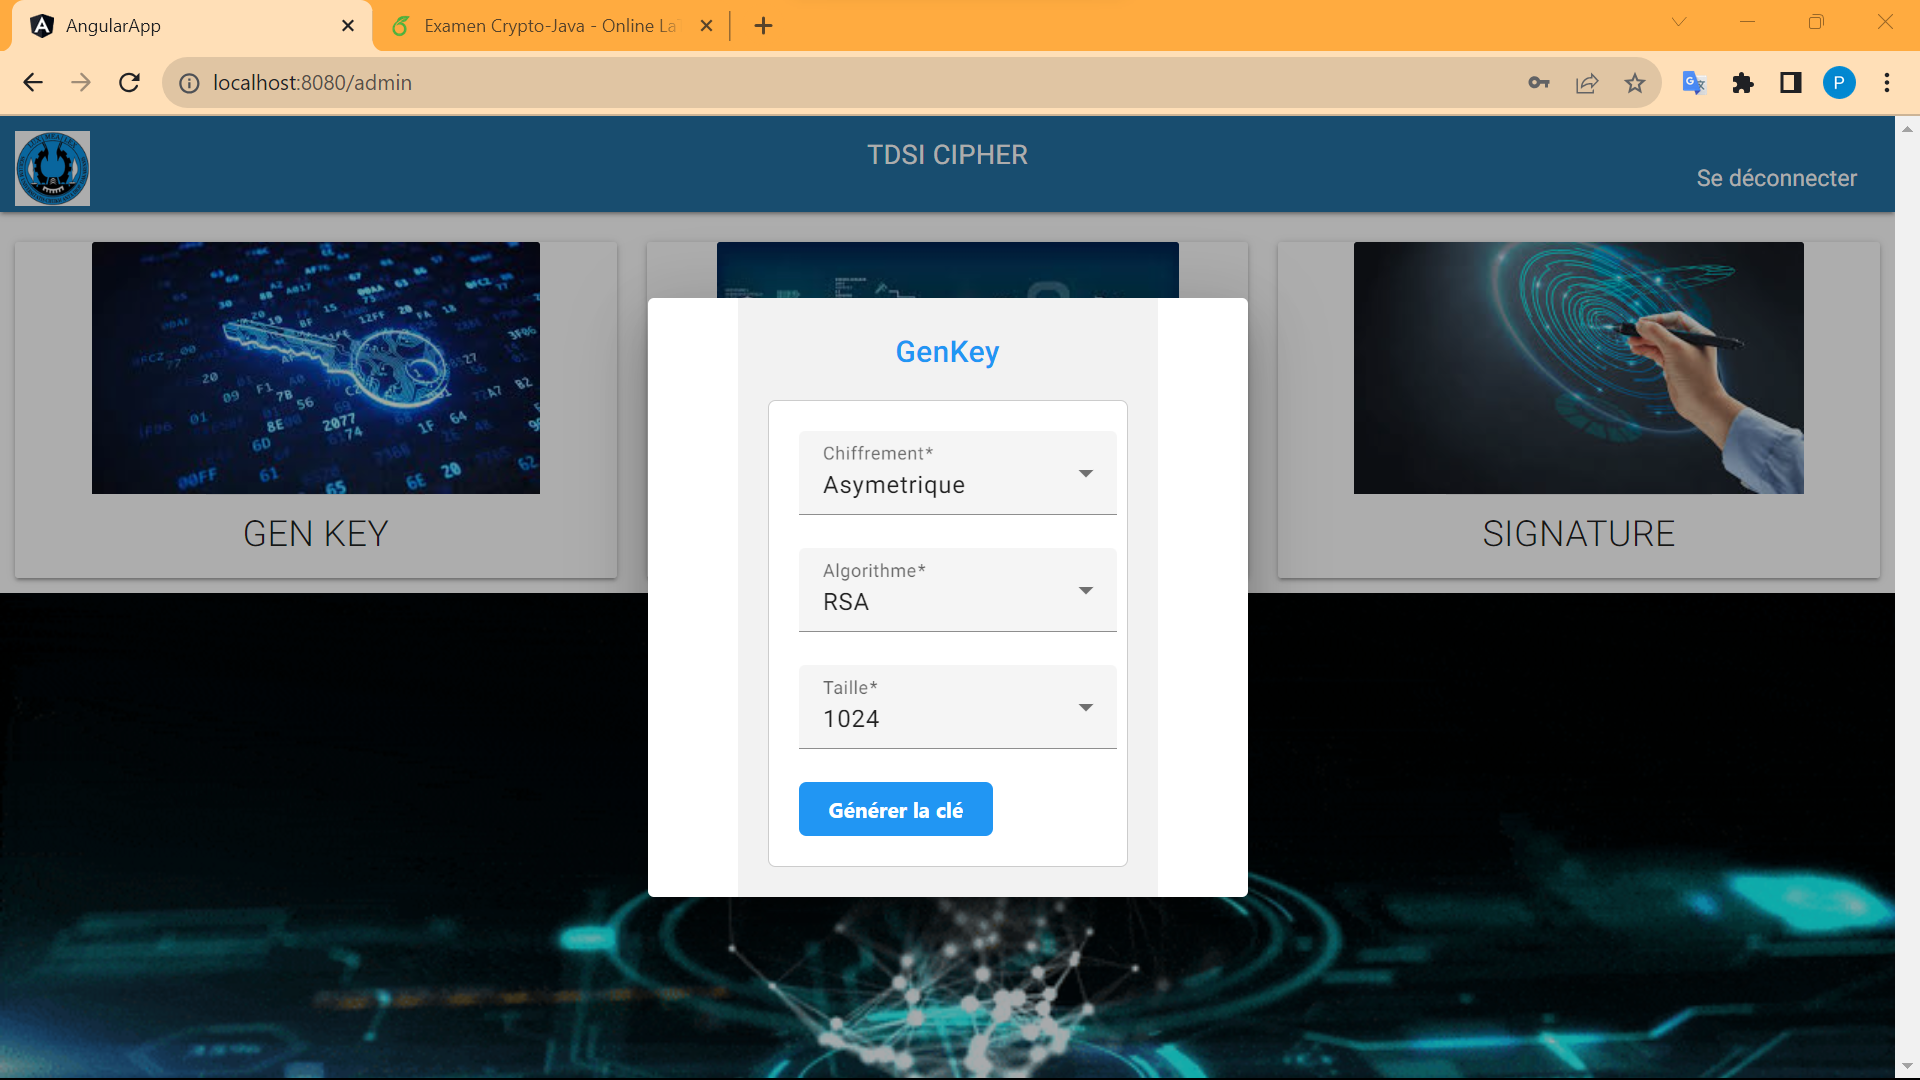 AngularApp
Examen Crypto-Java - Online La
localhost:8080/admin
P
TDSI CIPHER
Se déconnecter
GenKey
Chiffrement*
Asymetrique
Algorithme*
RSA
Taille*
1024
Générer la clé
GEN KEY
SIGNATURE